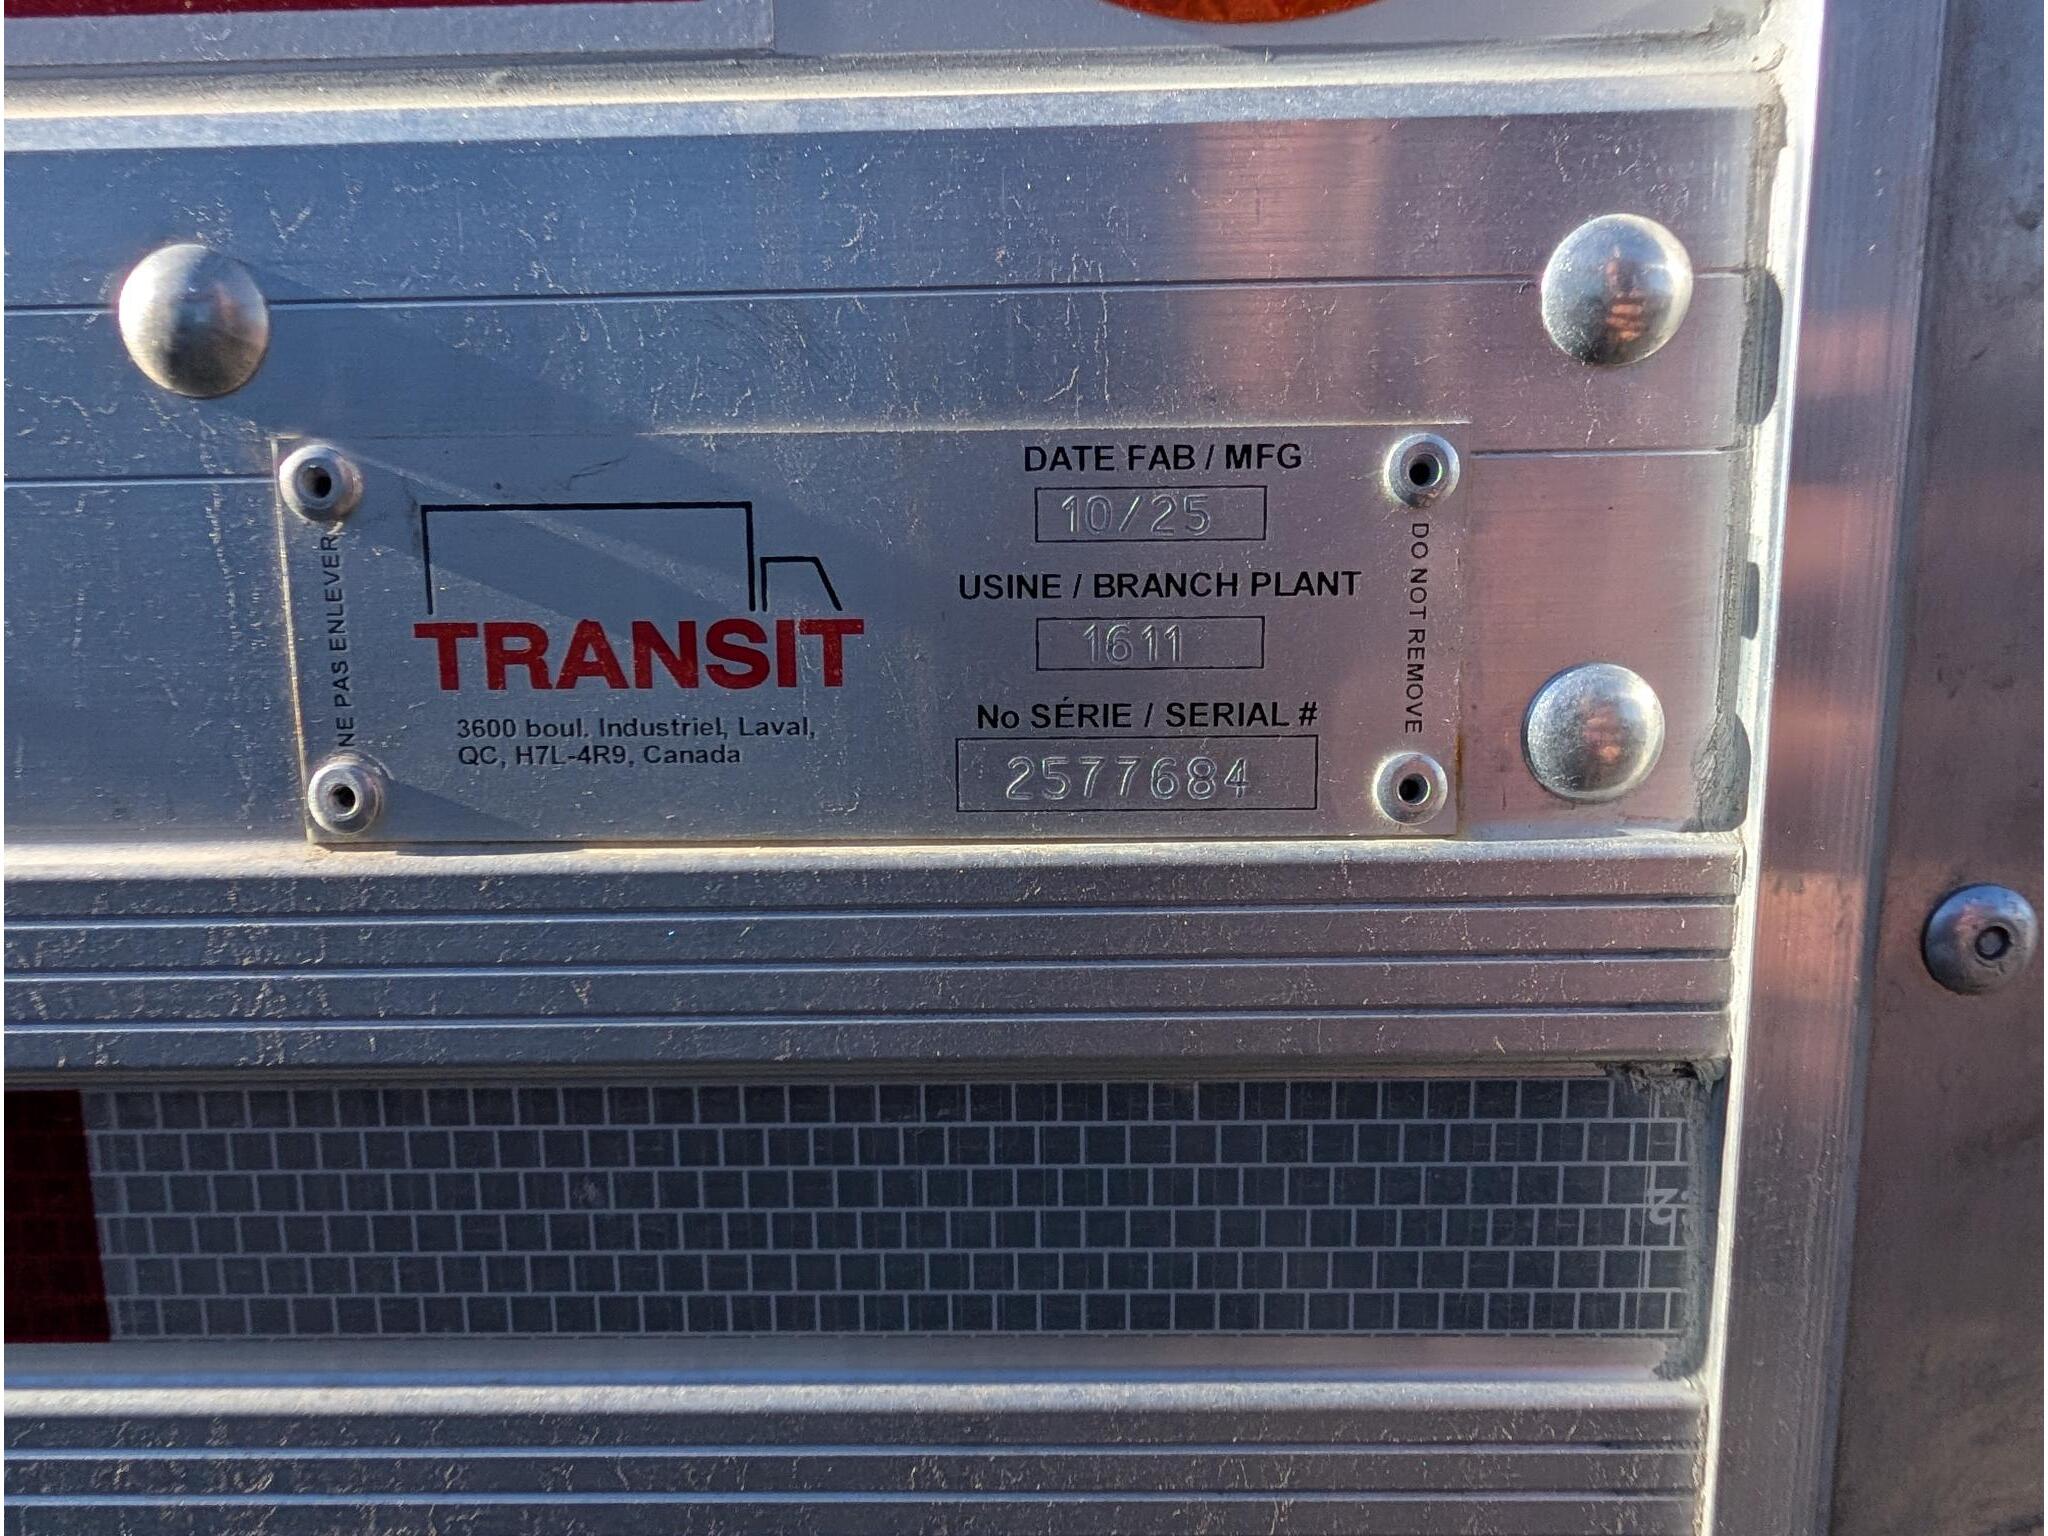 TRANSIT
3600 boul. Industriel, Laval,
QC, H7L-4R9, Canada
NE PAS ENLEVER
DATE FAB / MFG
10/25
USINE / BRANCH PLANT
1611
No SÉRIE / SERIAL #
2577684
DO NOT REMOVE